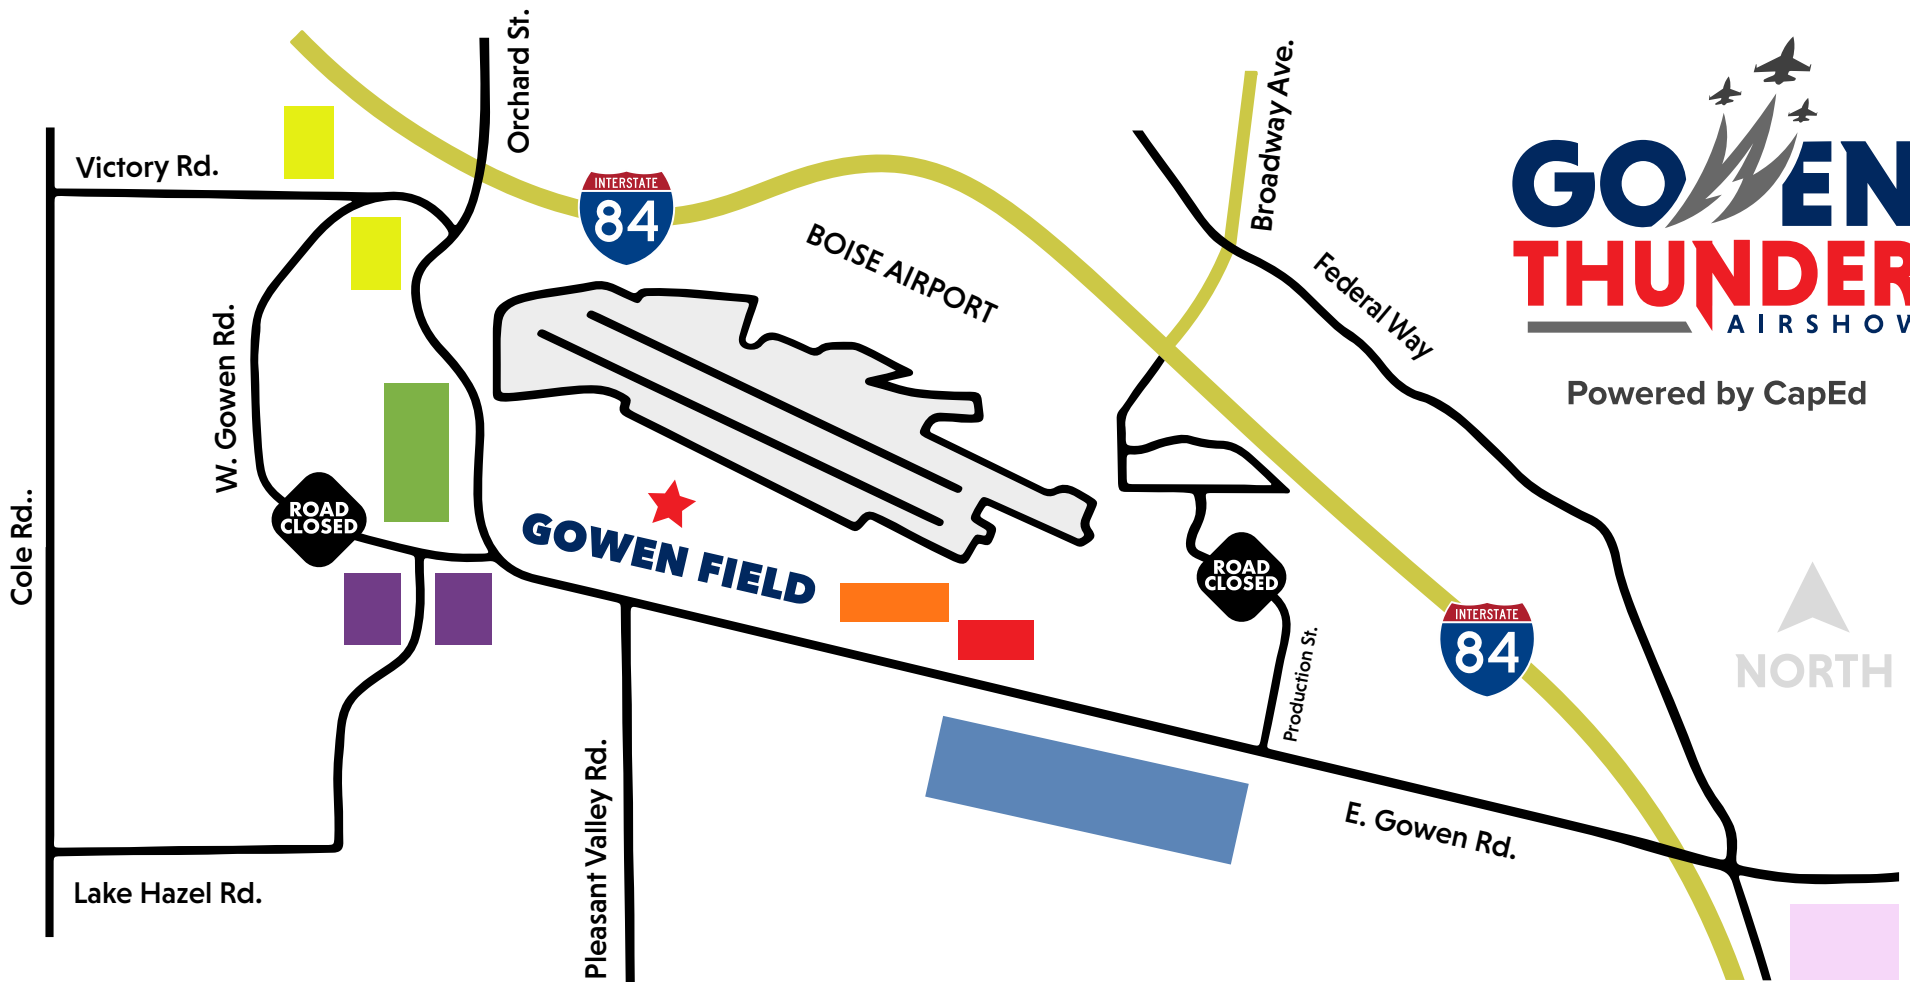 Orchard St.
Broadway Ave.
Victory Rd.
INTERSTATE
84
BOISE AIRPORT
Federal Way
GOWEN
THUNDER
AIRSHOW
Powered by CapEd
W. Gowen Rd.
Cole Rd..
ROAD
CLOSED
GOWEN FIELD
ROAD
CLOSED
INTERSTATE
84
Production St.
NORTH
Pleasant Valley Rd.
E. Gowen Rd.
Lake Hazel Rd.